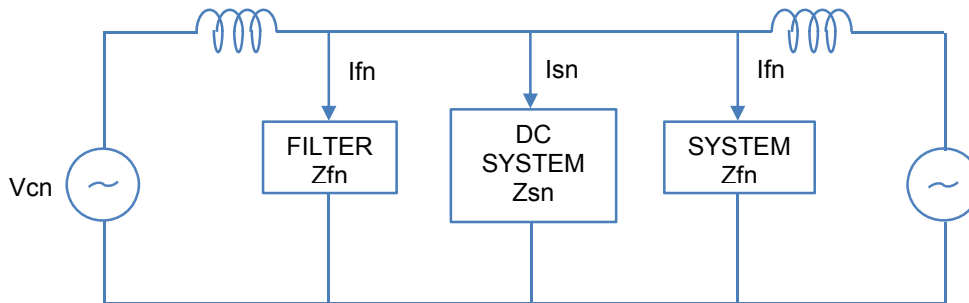 Ifn
Isn
Ifn
FILTER
Zfn
DC
SYSTEM
Zsn
SYSTEM
Zfn
Vcn